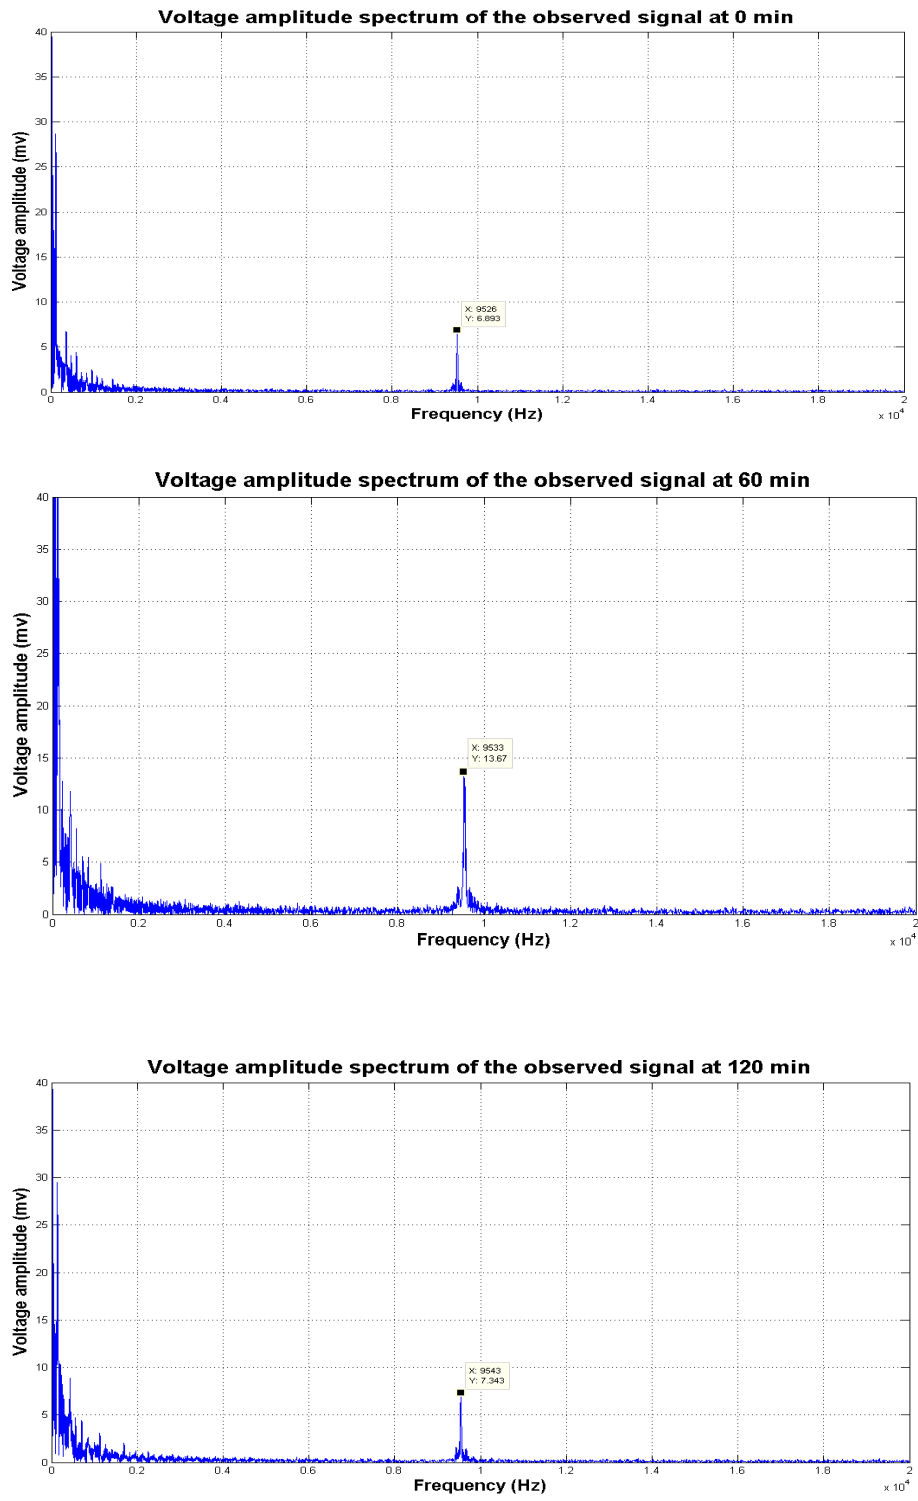 Voltage amplitude spectrum of the observed signal at 0 min
40
35
30
25
20
15
10
5
0
Voltage amplitude (mv)
X: 9526
Y: 6.893
0 0.2 0.4 0.6 0.8 1 1.2 1.4 1.6 1.8 2
Frequency (Hz)
x 10^4
Voltage amplitude spectrum of the observed signal at 60 min
40
35
30
25
20
15
10
5
0
Voltage amplitude (mv)
X: 9533
Y: 13.67
0 0.2 0.4 0.6 0.8 1 1.2 1.4 1.6 1.8 2
Frequency (Hz)
x 10^4
Voltage amplitude spectrum of the observed signal at 120 min
40
35
30
25
20
15
10
5
0
Voltage amplitude (mv)
X: 9543
Y: 7.343
0 0.2 0.4 0.6 0.8 1 1.2 1.4 1.6 1.8 2
Frequency (Hz)
x 10^4